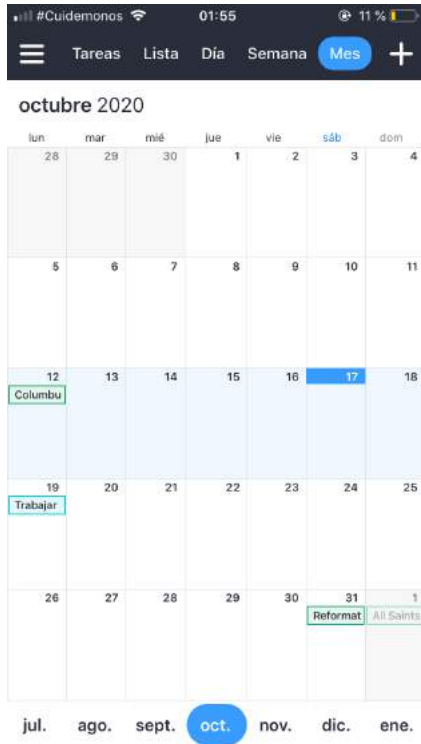 #Cuidemonos 01:55 11 %
Tareas Lista Día Semana Mes
octubre 2020
lun mar mié jue vie sáb dom
28 29 30 1 2 3 4
5 6 7 8 9 10 11
12 13 14 15 16 17 18
Columbu
19 20 21 22 23 24 25
Trabajar
26 27 28 29 30 31 1
Reformat All Saints
jul. ago. sept. oct. nov. dic. ene.